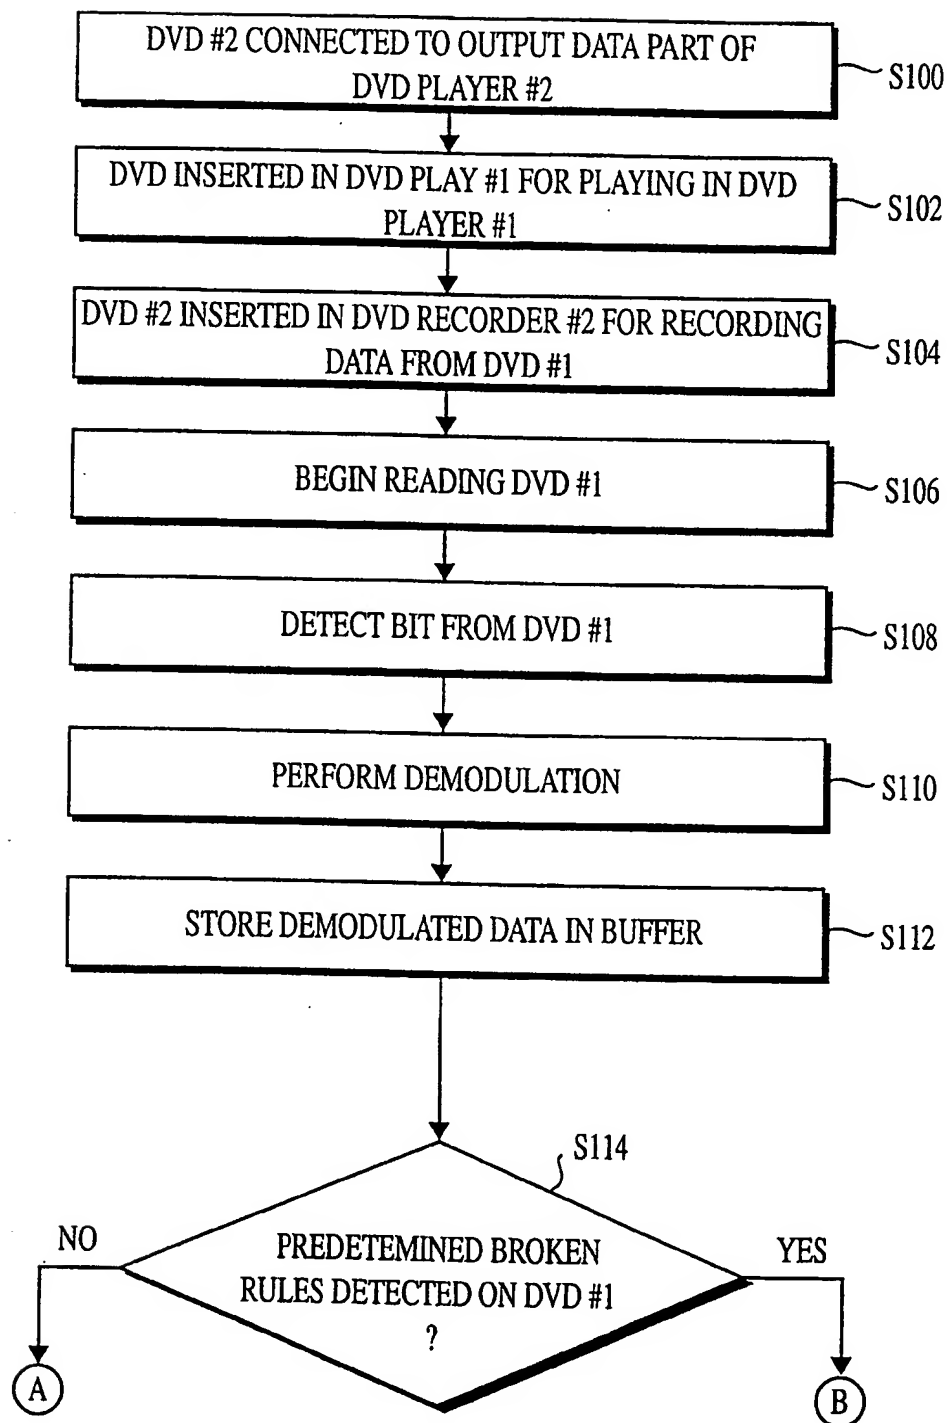 DVD #2 CONNECTED TO OUTPUT DATA PART OF
DVD PLAYER #2
S100
DVD INSERTED IN DVD PLAY #1 FOR PLAYING IN DVD
PLAYER #1
S102
DVD #2 INSERTED IN DVD RECORDER #2 FOR RECORDING
DATA FROM DVD #1
S104
BEGIN READING DVD #1
S106
DETECT BIT FROM DVD #1
S108
PERFORM DEMODULATION
S110
STORE DEMODULATED DATA IN BUFFER
S112
S114
NO
PREDETEMINED BROKEN
RULES DETECTED ON DVD #1
?
YES
A
B